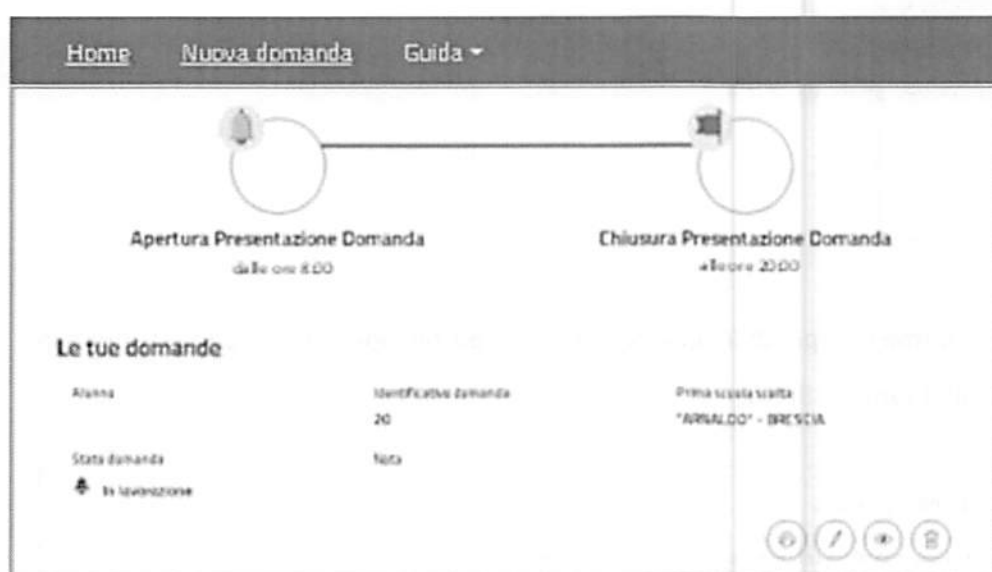 Home Nuova domanda Guida
Apertura Presentazione Domanda Chiusura Presentazione Domanda
dalle ore 8:00 alle ore 20:00
Le tue domande
Alunno Identificativo domanda Prima scuola scelta
20 "ARNALDO" - BRESCIA
Stato domanda Nota
In lavorazione